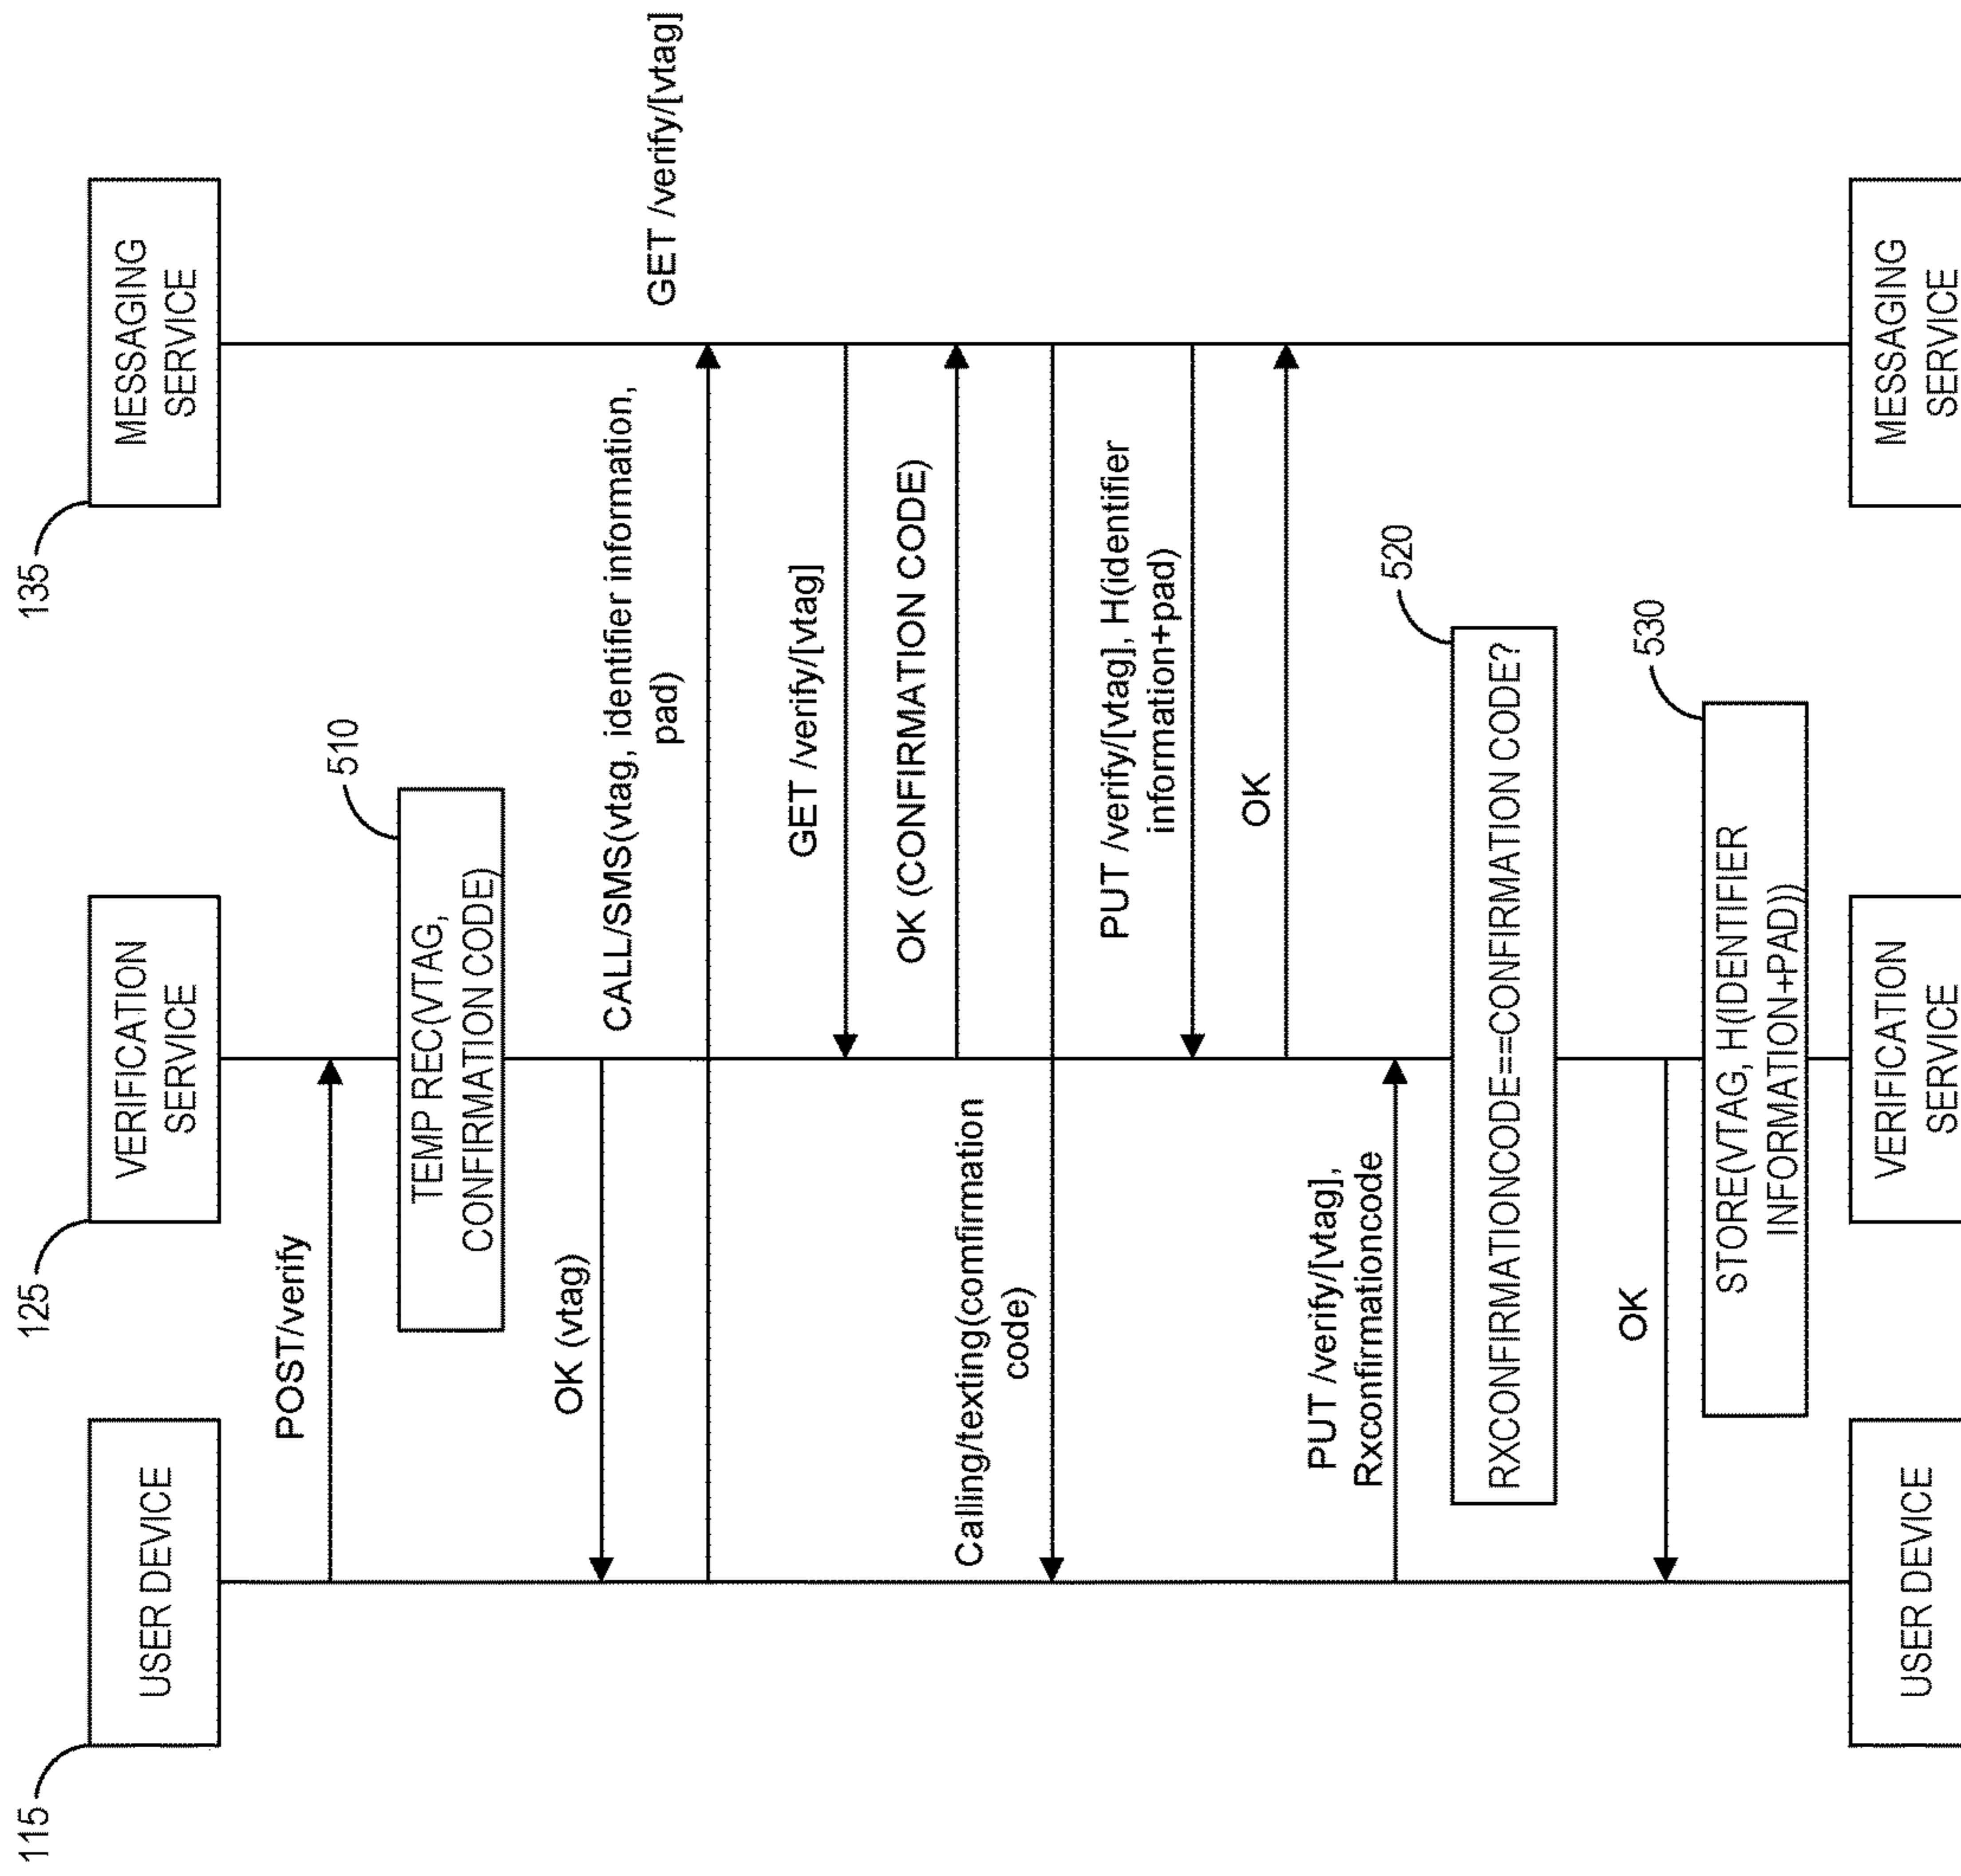 115
USER DEVICE
125
VERIFICATION
SERVICE
135
MESSAGING
SERVICE
POST/verify
510
TEMP REC(VTAG,
CONFIRMATION CODE)
OK (vtag)
CALL/SMS(vtag, identifier information,
pad)
GET /verify/[vtag]
GET /verify/[vtag]
OK (CONFIRMATION CODE)
Calling/texting(comfirmation
code)
PUT /verify/[vtag], H(identifier
information+pad)
OK
PUT /verify/[vtag],
Rxconfirmationcode
520
RXCONFIRMATIONCODE==CONFIRMATION CODE?
OK
530
STORE(VTAG, H(IDENTIFIER
INFORMATION+PAD))
USER DEVICE
VERIFICATION
SERVICE
MESSAGING
SERVICE